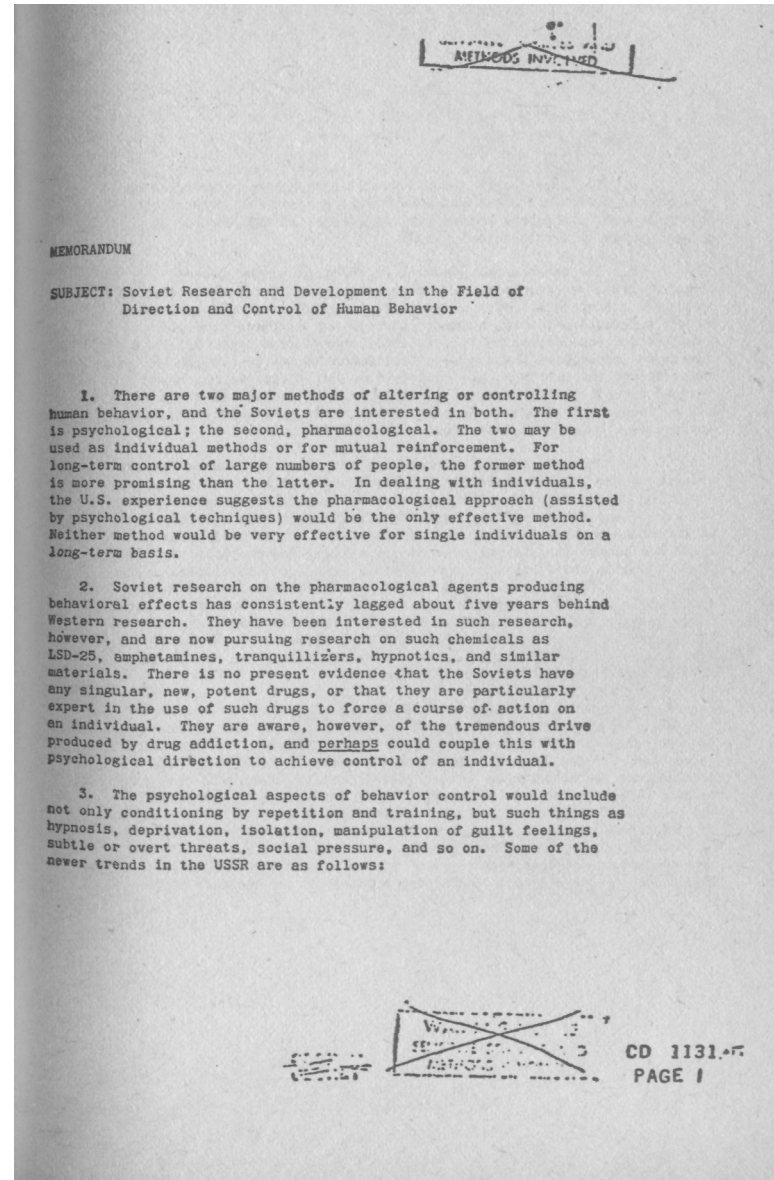 METHODS INVOLVED
MEMORANDUM
SUBJECT: Soviet Research and Development in the Field of
Direction and Control of Human Behavior
1. There are two major methods of altering or controlling
human behavior, and the Soviets are interested in both. The first
is psychological; the second, pharmacological. The two may be
used as individual methods or for mutual reinforcement. For
long-term control of large numbers of people, the former method
is more promising than the latter. In dealing with individuals,
the U.S. experience suggests the pharmacological approach (assisted
by psychological techniques) would be the only effective method.
Neither method would be very effective for single individuals on a
long-term basis.
2. Soviet research on the pharmacological agents producing
behavioral effects has consistently lagged about five years behind
Western research. They have been interested in such research,
however, and are now pursuing research on such chemicals as
LSD-25, amphetamines, tranquillizers, hypnotics, and similar
materials. There is no present evidence that the Soviets have
any singular, new, potent drugs, or that they are particularly
expert in the use of such drugs to force a course of action on
an individual. They are aware, however, of the tremendous drive
produced by drug addiction, and perhaps could couple this with
psychological direction to achieve control of an individual.
3. The psychological aspects of behavior control would include
not only conditioning by repetition and training, but such things as
hypnosis, deprivation, isolation, manipulation of guilt feelings,
subtle or overt threats, social pressure, and so on. Some of the
newer trends in the USSR are as follows:
CD 1131
PAGE 1